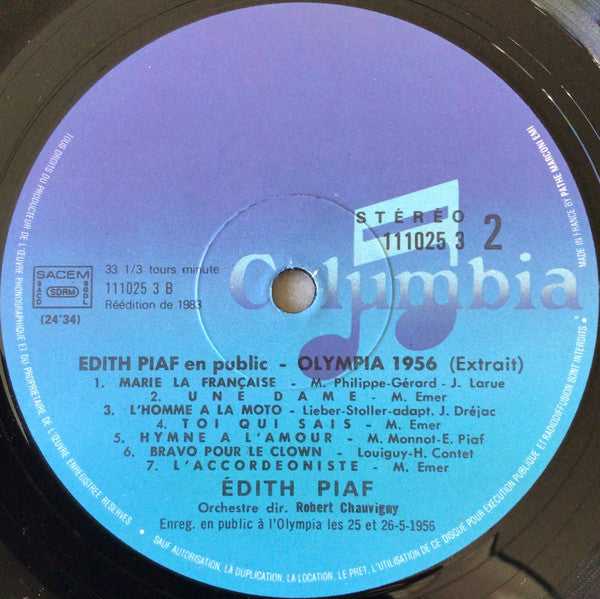 STÉRÉO
111025 3 2
Columbia
SACEM
SACD SDRM SGDL
33 1/3 tours minute
111025 3 B
Réédition de 1983
(24'34)
EDITH PIAF en public - OLYMPIA 1956 (Extrait)
1. MARIE LA FRANÇAISE - M. Philippe-Gérard - J. Larue
2. UNE DAME - M. Emer
3. L'HOMME A LA MOTO - Lieber-Stoller-adapt. J. Dréjac
4. TOI QUI SAIS - M. Emer
5. HYMNE A L'AMOUR - M. Monnot-E. Piaf
6. BRAVO POUR LE CLOWN - Louiguy-H. Contet
7. L'ACCORDEONISTE - M. Emer
ÉDITH PIAF
Orchestre dir. Robert Chauvigny
Enreg. en public à l'Olympia les 25 et 26-5-1956
TOUS DROITS DU PRODUCTEUR DE L'ŒUVRE PHONOGRAPHIQUE ET DU PROPRIETAIRE DE L'ŒUVRE ENREGISTREE RESERVES - SAUF AUTORISATION, LA DUPLICATION, LA LOCATION, LE PRET, L'UTILISATION DE CE DISQUE POUR EXECUTION PUBLIQUE ET RADIODIFFUSION SONT INTERDITS -
MADE IN FRANCE BY PATHE MARCONI EMI